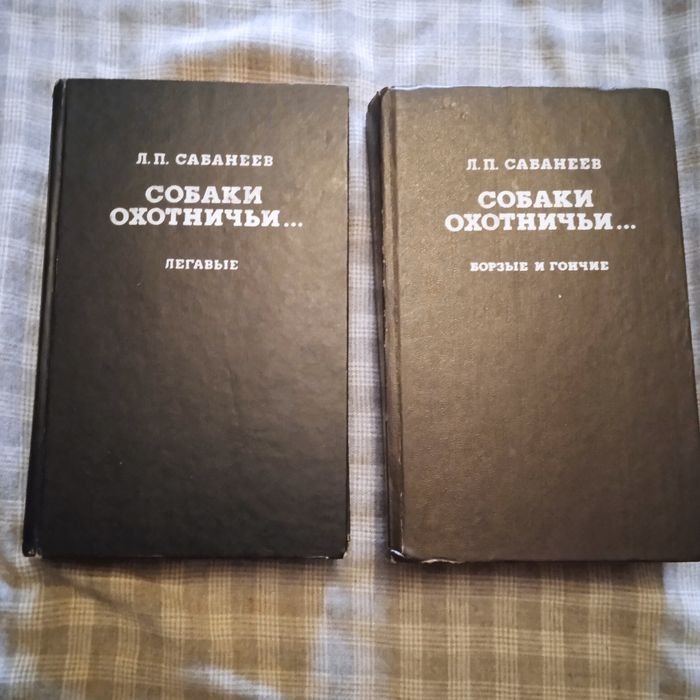 Л. П. САБАНЕЕВ
СОБАКИ
ОХОТНИЧЬИ...
ЛЕГАВЫЕ
Л. П. САБАНЕЕВ
СОБАКИ
ОХОТНИЧЬИ...
БОРЗЫЕ И ГОНЧИЕ